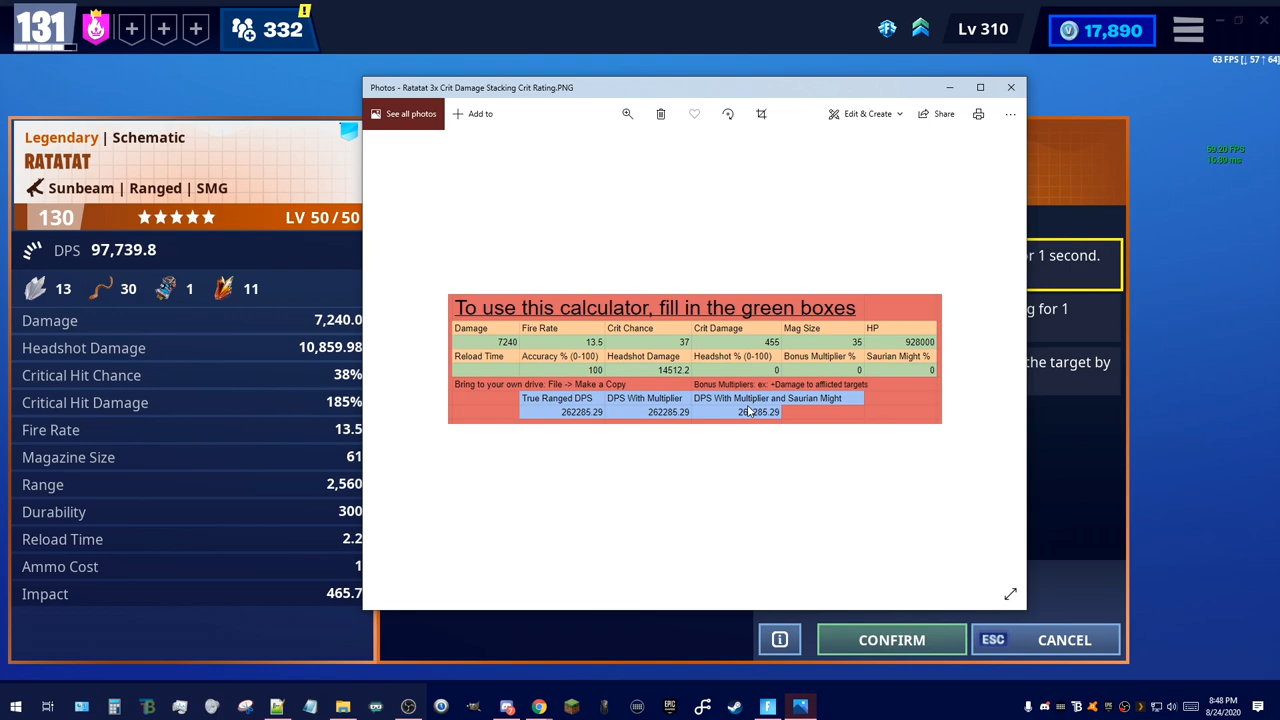 131
332
Lv 310
17,890
63 FPS [↓ 57 ↑ 64]
59.20 FPS
Photos - Ratatat 3x Crit Damage Stacking Crit Rating.PNG
See all photos
Add to
Edit & Create
Share
Legendary | Schematic
RATATAT
Sunbeam | Ranged | SMG
130
LV 50/50
DPS 97,739.8
13
30
1
11
Damage 7,240.0
Headshot Damage 10,859.98
Critical Hit Chance 38%
Critical Hit Damage 185%
Fire Rate 13.5
Magazine Size 61
Range 2,560
Durability 300
Reload Time 2.2
Ammo Cost 1
Impact 465.7
To use this calculator, fill in the green boxes
Damage Fire Rate Crit Chance Crit Damage Mag Size HP
7240 13.5 37 455 35 928000
Reload Time Accuracy % (0-100) Headshot Damage Headshot % (0-100) Bonus Multiplier % Saurian Might %
100 14512.2 0 0 0
Bring to your own drive: File -> Make a Copy Bonus Multipliers: ex: +Damage to afflicted targets
True Ranged DPS DPS With Multiplier DPS With Multiplier and Saurian Might
262285.29 262285.29
or 1 second.
g for 1
the target by
CONFIRM
ESC CANCEL
8:48 PM
8/24/2020